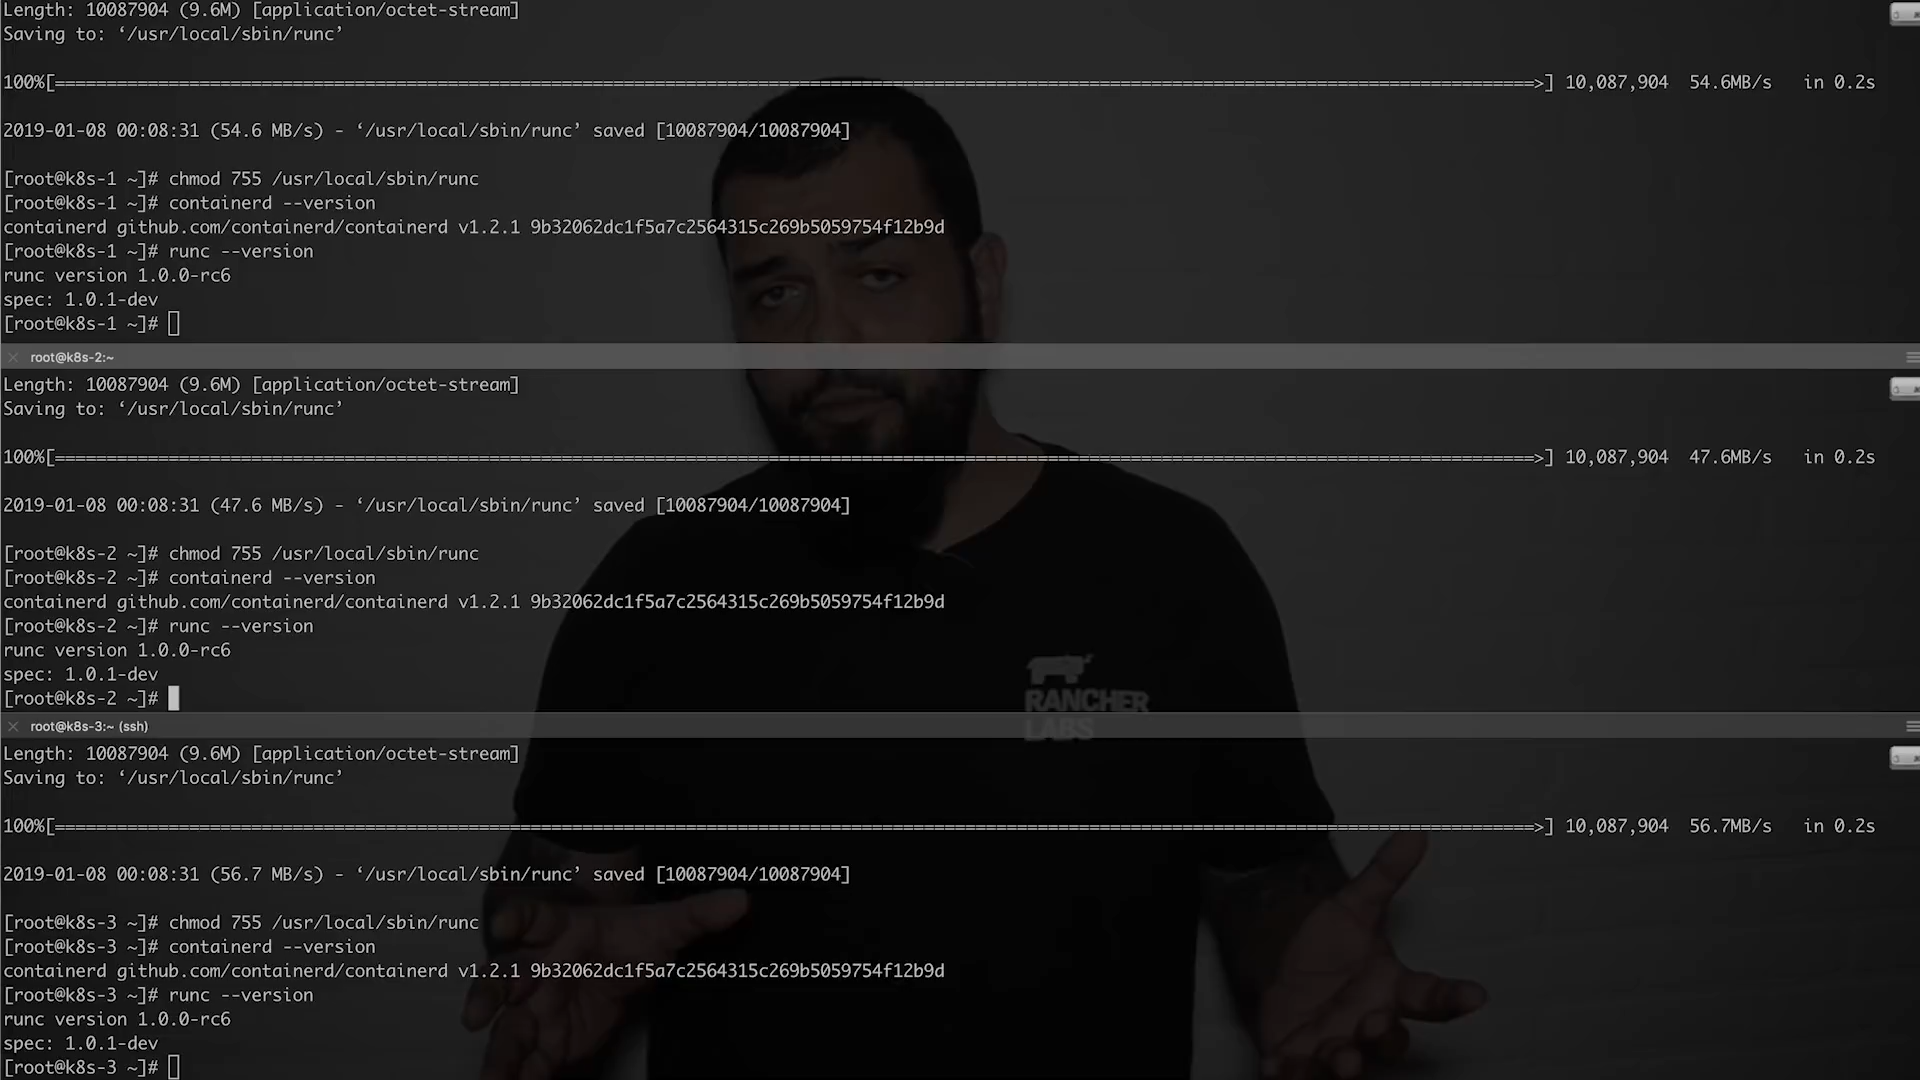 Length: 10087904 (9.6M) [application/octet-stream]
Saving to: ‘/usr/local/sbin/runc’
100%[================================================================================================================================================>] 10,087,904  54.6MB/s   in 0.2s
2019-01-08 00:08:31 (54.6 MB/s) - ‘/usr/local/sbin/runc’ saved [10087904/10087904]
[root@k8s-1 ~]# chmod 755 /usr/local/sbin/runc
[root@k8s-1 ~]# containerd --version
containerd github.com/containerd/containerd v1.2.1 9b32062dc1f5a7c2564315c269b5059754f12b9d
[root@k8s-1 ~]# runc --version
runc version 1.0.0-rc6
spec: 1.0.1-dev
[root@k8s-1 ~]#
root@k8s-2:~
Length: 10087904 (9.6M) [application/octet-stream]
Saving to: ‘/usr/local/sbin/runc’
100%[================================================================================================================================================>] 10,087,904  47.6MB/s   in 0.2s
2019-01-08 00:08:31 (47.6 MB/s) - ‘/usr/local/sbin/runc’ saved [10087904/10087904]
[root@k8s-2 ~]# chmod 755 /usr/local/sbin/runc
[root@k8s-2 ~]# containerd --version
containerd github.com/containerd/containerd v1.2.1 9b32062dc1f5a7c2564315c269b5059754f12b9d
[root@k8s-2 ~]# runc --version
runc version 1.0.0-rc6
spec: 1.0.1-dev
[root@k8s-2 ~]#
RANCHER
LABS
root@k8s-3:~ (ssh)
Length: 10087904 (9.6M) [application/octet-stream]
Saving to: ‘/usr/local/sbin/runc’
100%[================================================================================================================================================>] 10,087,904  56.7MB/s   in 0.2s
2019-01-08 00:08:31 (56.7 MB/s) - ‘/usr/local/sbin/runc’ saved [10087904/10087904]
[root@k8s-3 ~]# chmod 755 /usr/local/sbin/runc
[root@k8s-3 ~]# containerd --version
containerd github.com/containerd/containerd v1.2.1 9b32062dc1f5a7c2564315c269b5059754f12b9d
[root@k8s-3 ~]# runc --version
runc version 1.0.0-rc6
spec: 1.0.1-dev
[root@k8s-3 ~]#